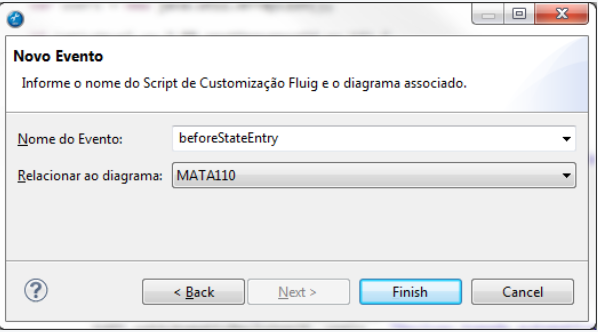 Novo Evento
Informe o nome do Script de Customização Fluig e o diagrama associado.
Nome do Evento: beforeStateEntry
Relacionar ao diagrama: MATA110
< Back Next > Finish Cancel